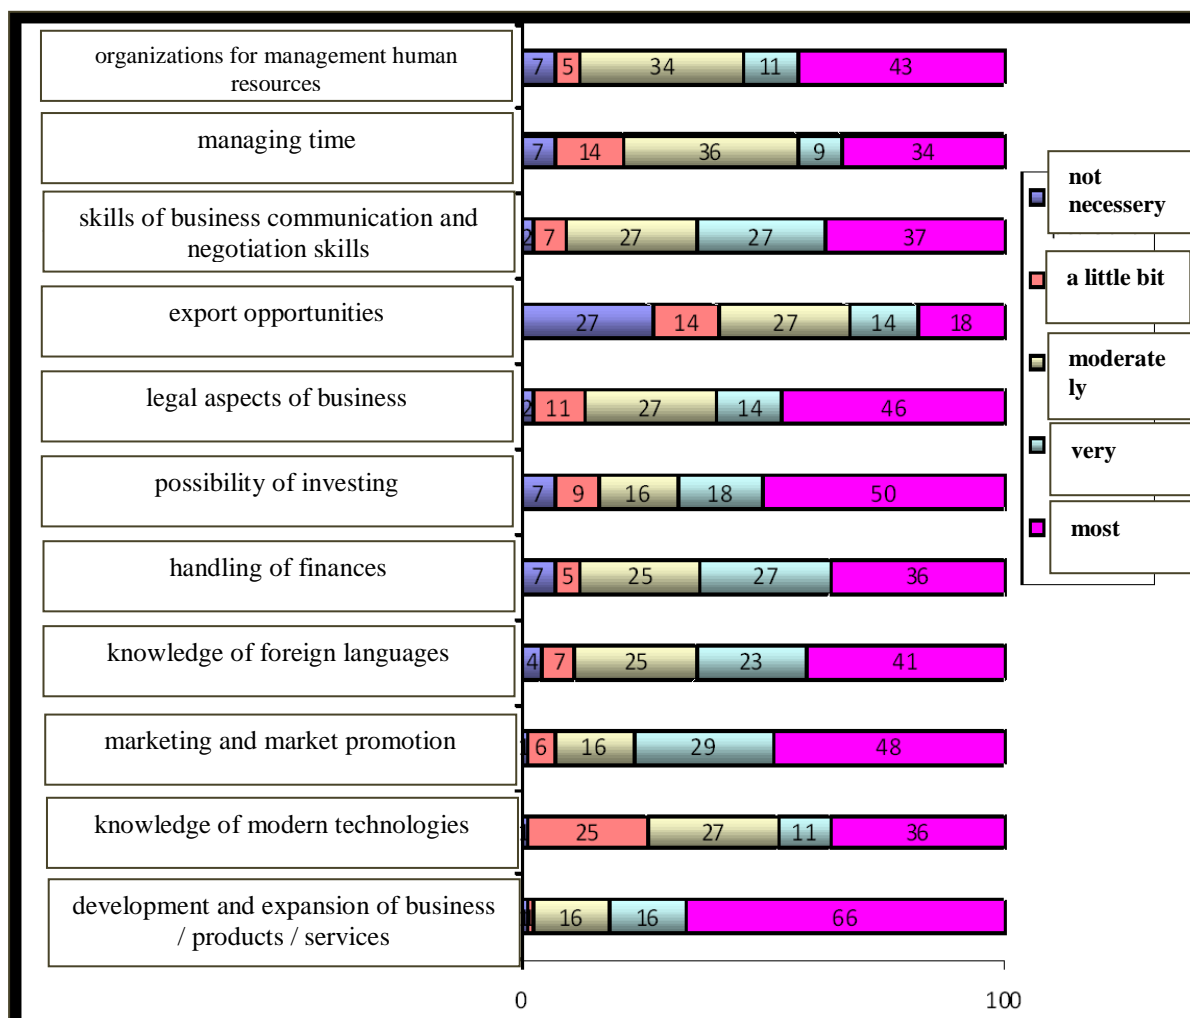 organizations for management human
resources
7 5 34 11 43
managing time
7 14 36 9 34
skills of business communication and
negotiation skills
2 7 27 27 37
export opportunities
27 14 27 14 18
legal aspects of business
2 11 27 14 46
possibility of investing
7 9 16 18 50
handling of finances
7 5 25 27 36
knowledge of foreign languages
4 7 25 23 41
marketing and market promotion
1 6 16 29 48
knowledge of modern technologies
1 25 27 11 36
development and expansion of business
/ products / services
1 1 16 16 66
0 100
not
necessery
a little bit
moderate
ly
very
most